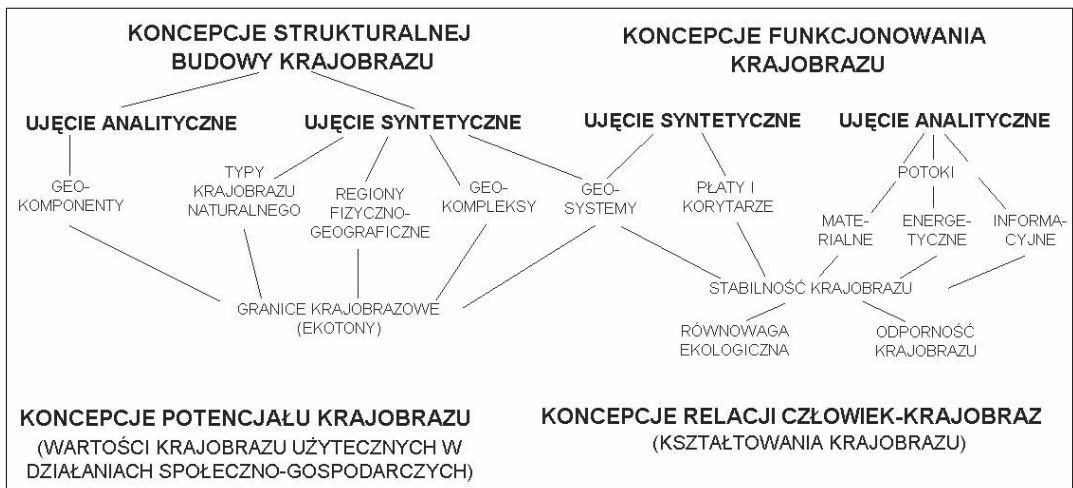 KONCEPCJE STRUKTURALNEJ
BUDOWY KRAJOBRAZU
KONCEPCJE FUNKCJONOWANIA
KRAJOBRAZU
UJĘCIE ANALITYCZNE
UJĘCIE SYNTETYCZNE
UJĘCIE SYNTETYCZNE
UJĘCIE ANALITYCZNE
GEO-
KOMPONENTY
TYPY
KRAJOBRAZU
NATURALNEGO
REGIONY
FIZYCZNO-
GEOGRAFICZNE
GEO-
KOMPLEKSY
GEO-
SYSTEMY
PŁATY I
KORYTARZE
POTOKI
MATE-
RIALNE
ENERGE-
TYCZNE
INFORMA-
CYJNE
GRANICE KRAJOBRAZOWE
(EKOTONY)
STABILNOŚĆ KRAJOBRAZU
RÓWNOWAGA
EKOLOGICZNA
ODPORNOŚĆ
KRAJOBRAZU
KONCEPCJE POTENCJAŁU KRAJOBRAZU
(WARTOŚCI KRAJOBRAZU UŻYTECZNYCH W
DZIAŁANIACH SPOŁECZNO-GOSPODARCZYCH)
KONCEPCJE RELACJI CZŁOWIEK-KRAJOBRAZ
(KSZTAŁTOWANIA KRAJOBRAZU)